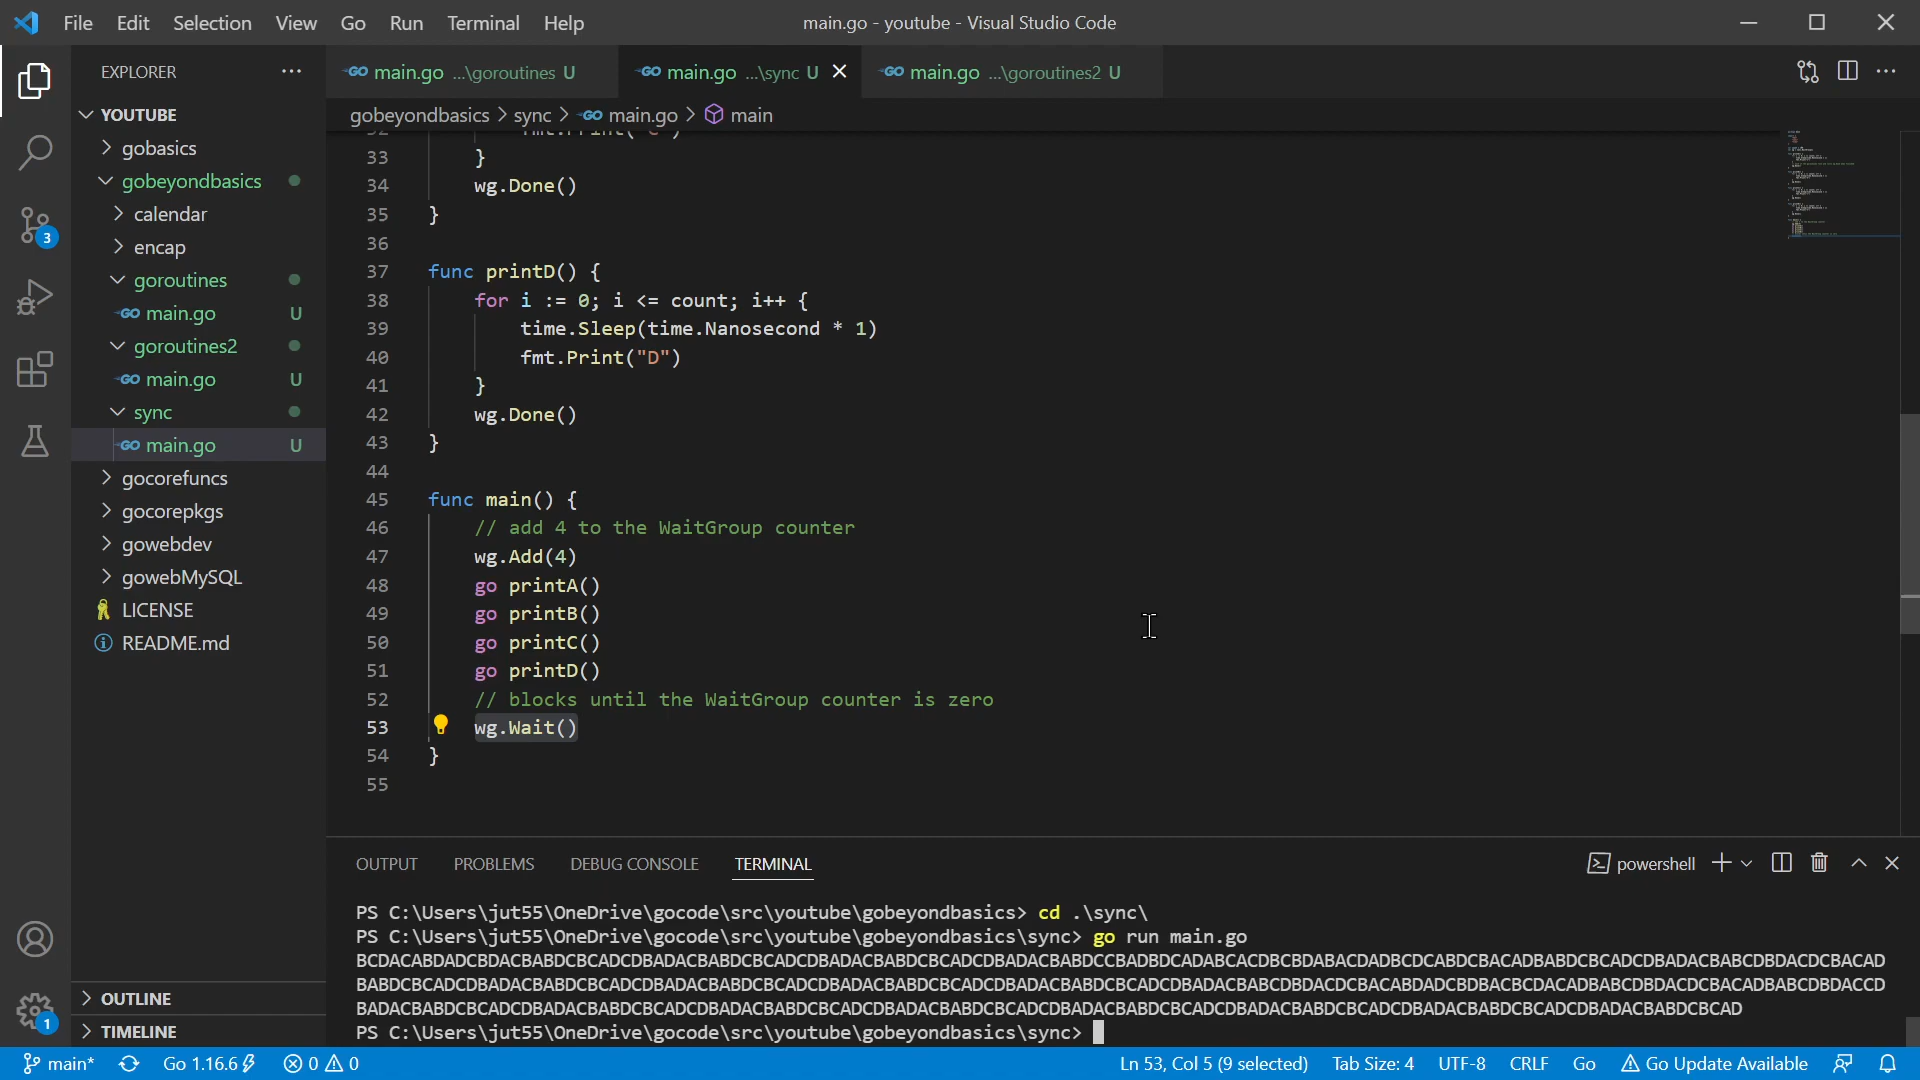 File Edit Selection View Go Run Terminal Help
main.go - youtube - Visual Studio Code
EXPLORER
main.go ...\goroutines U
main.go ...\sync U
main.go ...\goroutines2 U
YOUTUBE
gobeyondbasics > sync > main.go > main
gobasics
gobeyondbasics
calendar
encap
goroutines
main.go U
goroutines2
main.go U
sync
main.go U
gocorefuncs
gocorepkgs
gowebdev
gowebMySQL
LICENSE
README.md
OUTLINE
TIMELINE
3
1
32 fmt.Print("C")
33 }
34 wg.Done()
35 }
36
37 func printD() {
38 for i := 0; i <= count; i++ {
39 time.Sleep(time.Nanosecond * 1)
40 fmt.Print("D")
41 }
42 wg.Done()
43 }
44
45 func main() {
46 // add 4 to the WaitGroup counter
47 wg.Add(4)
48 go printA()
49 go printB()
50 go printC()
51 go printD()
52 // blocks until the WaitGroup counter is zero
53 wg.Wait()
54 }
55
OUTPUT PROBLEMS DEBUG CONSOLE TERMINAL
powershell
PS C:\Users\jut55\OneDrive\gocode\src\youtube\gobeyondbasics> cd .\sync\
PS C:\Users\jut55\OneDrive\gocode\src\youtube\gobeyondbasics\sync> go run main.go
BCDACABDADCBDACBABDCBCADCDBADACBABDCBCADCDBADACBABDCBCADCDBADACBABDCCBADBDCADABCACDBCBDABACDADBCDCABDCBACADBABDCBCADCDBADACBABCDBDACDCBACAD
BABDCBCADCDBADACBABDCBCADCDBADACBABDCBCADCDBADACBABDCBCADCDBADACBABCDBDACDCBACABDADCBDBACBCDACADBABCDBDACDCBACADBABCDBDACCD
BADACBABDCBCADCDBADACBABDCBCADCDBADACBABDCBCADCDBADACBABDCBCADCDBADACBABDCBCADCDBADACBABDCBCADCDBADACBABDCBCAD
PS C:\Users\jut55\OneDrive\gocode\src\youtube\gobeyondbasics\sync>
main* Go 1.16.6 0 0 Ln 53, Col 5 (9 selected) Tab Size: 4 UTF-8 CRLF Go Go Update Available